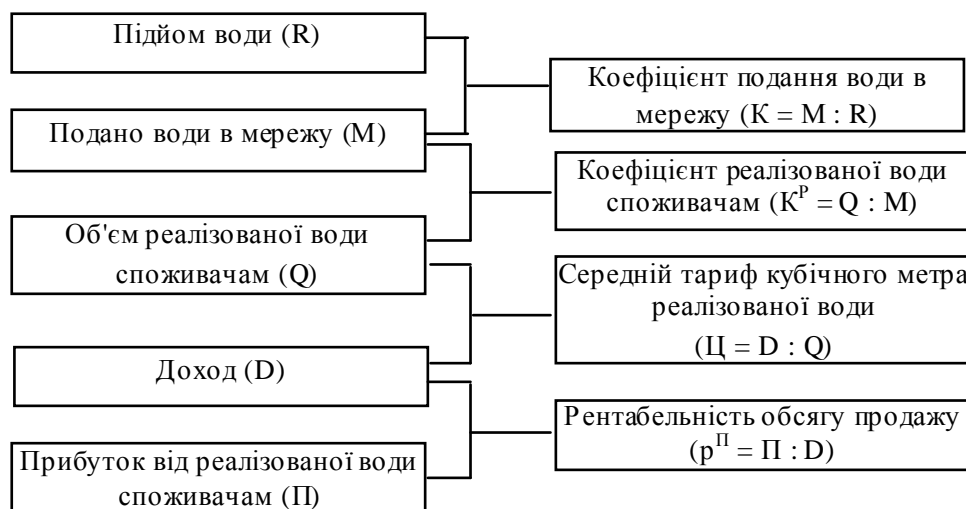 Підйом води (R)
Подано води в мережу (М)
Об'єм реалізованої води
споживачам (Q)
Доход (D)
Прибуток від реалізованої води
споживачам (П)
Коефіцієнт подання води в
мережу (К = М : R)
Коефіцієнт реалізованої води
споживачам (К^Р = Q : М)
Середній тариф кубічного метра
реалізованої води
(Ц = D : Q)
Рентабельність обсягу продажу
(р^П = П : D)